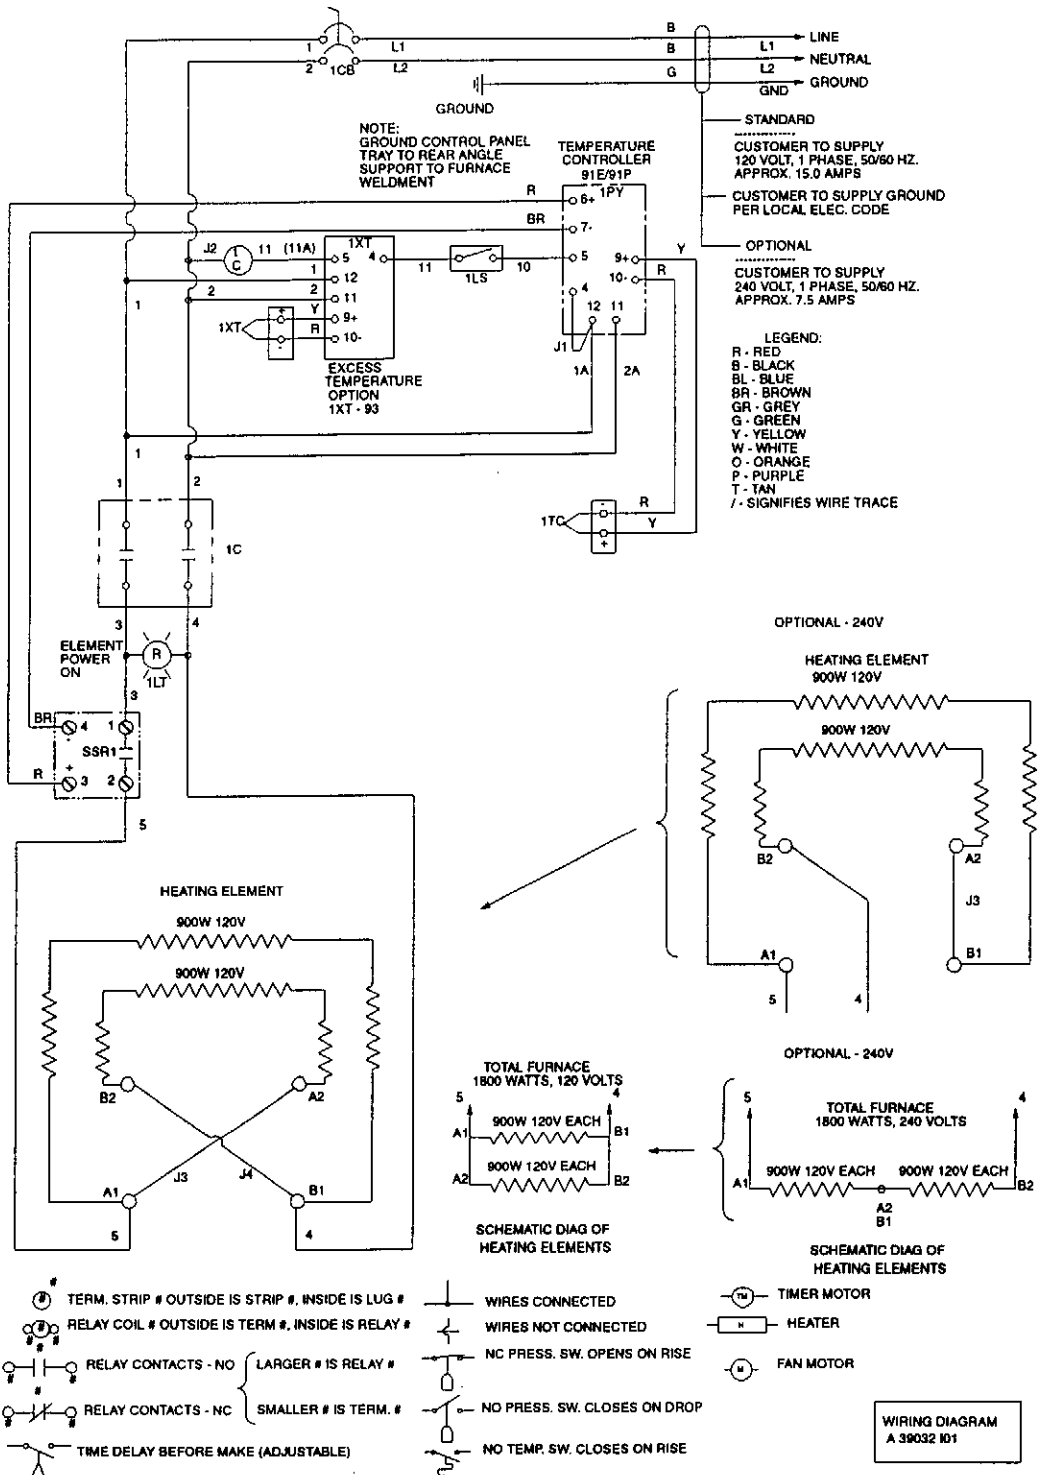 B
LINE
1
L1
L1
B
NEUTRAL
2
1CB
L2
L2
G
GROUND
GND
GROUND
STANDARD
NOTE:
GROUND CONTROL PANEL
TRAY TO REAR ANGLE
SUPPORT TO FURNACE
WELDMENT
TEMPERATURE
CONTROLLER
91E/91P
1PY
CUSTOMER TO SUPPLY
120 VOLT, 1 PHASE, 50/60 HZ.
APPROX. 15.0 AMPS
CUSTOMER TO SUPPLY GROUND
PER LOCAL ELEC. CODE
OPTIONAL
CUSTOMER TO SUPPLY
240 VOLT, 1 PHASE, 50/60 HZ.
APPROX. 7.5 AMPS
R
6+
BR
7-
J2
1
C
11
(11A)
1XT
5
4
11
1LS
10
5
9+
Y
1
12
10-
R
1
2
2
11
4
12
11
Y
9+
1XT
+
-
R
10-
J1
1A
2A
EXCESS
TEMPERATURE
OPTION
1XT - 93
LEGEND:
R - RED
B - BLACK
BL - BLUE
BR - BROWN
GR - GREY
G - GREEN
Y - YELLOW
W - WHITE
O - ORANGE
P - PURPLE
T - TAN
/ - SIGNIFIES WIRE TRACE
1
1
2
1TC
-
+
R
Y
1C
3
4
ELEMENT
POWER
ON
R
1LT
3
BR
4
-
1
SSR1
+
R
3
2
5
OPTIONAL - 240V
HEATING ELEMENT
900W 120V
900W 120V
B2
A2
J3
A1
B1
5
4
HEATING ELEMENT
900W 120V
900W 120V
B2
A2
J3
J4
A1
B1
5
4
OPTIONAL - 240V
TOTAL FURNACE
1800 WATTS, 120 VOLTS
5
4
900W 120V EACH
A1
B1
900W 120V EACH
A2
B2
SCHEMATIC DIAG OF
HEATING ELEMENTS
5
4
TOTAL FURNACE
1800 WATTS, 240 VOLTS
900W 120V EACH
900W 120V EACH
A1
B2
A2
B1
SCHEMATIC DIAG OF
HEATING ELEMENTS
#
#
TERM. STRIP # OUTSIDE IS STRIP #, INSIDE IS LUG #
# # #
RELAY COIL # OUTSIDE IS TERM #, INSIDE IS RELAY #
#
# #
RELAY CONTACTS - NO
LARGER # IS RELAY #
#
# #
RELAY CONTACTS - NC
SMALLER # IS TERM. #
TIME DELAY BEFORE MAKE (ADJUSTABLE)
WIRES CONNECTED
WIRES NOT CONNECTED
NC PRESS. SW. OPENS ON RISE
NO PRESS. SW. CLOSES ON DROP
NO TEMP. SW. CLOSES ON RISE
TM
TIMER MOTOR
H
HEATER
M
FAN MOTOR
WIRING DIAGRAM
A 39032 I01